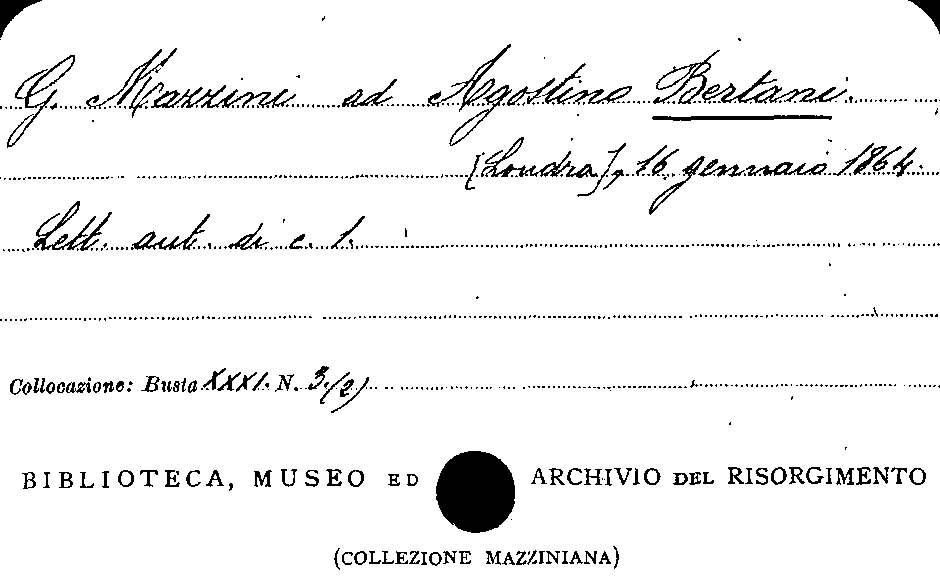 G. Mazzini ad Agostino Bertani.
[Londra], 16 gennaio 1864.
Lett. aut. di c. 1.
Collocazione: Busta XXXI. N. 3/(2)
BIBLIOTECA, MUSEO ED ARCHIVIO DEL RISORGIMENTO
(COLLEZIONE MAZZINIANA)